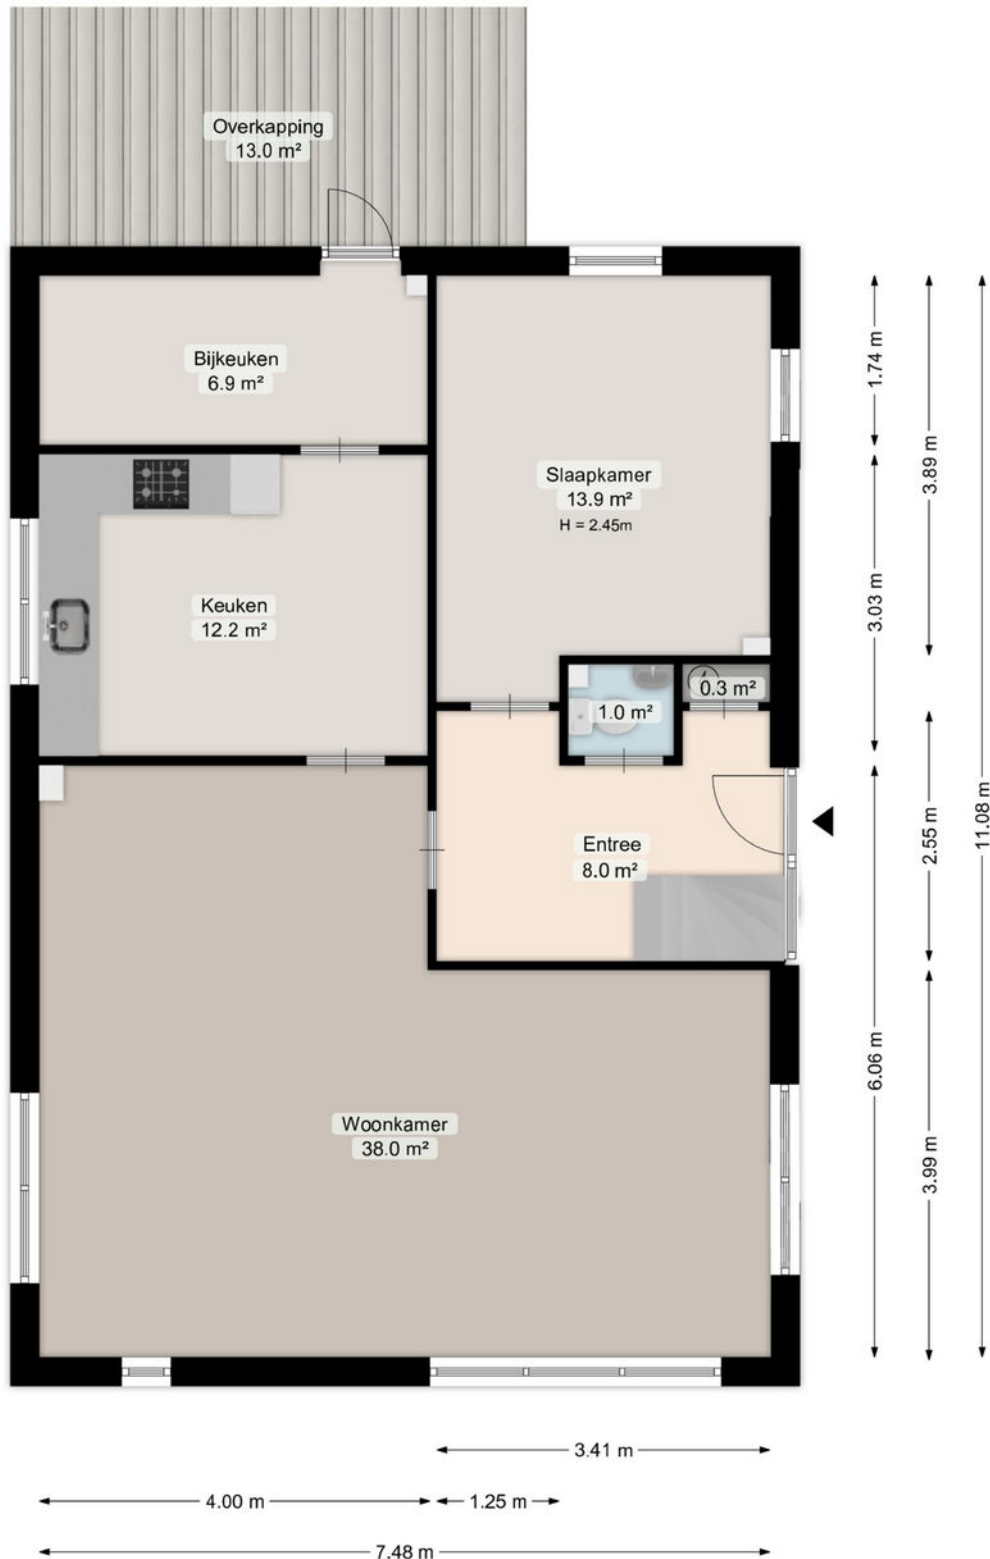 Overkapping
13.0 m²
Bijkeuken
6.9 m²
Slaapkamer
13.9 m²
H = 2.45m
Keuken
12.2 m²
1.0 m²
0.3 m²
Entree
8.0 m²
Woonkamer
38.0 m²
1.74 m
3.89 m
3.03 m
11.08 m
2.55 m
6.06 m
3.99 m
3.41 m
4.00 m
1.25 m
7.48 m